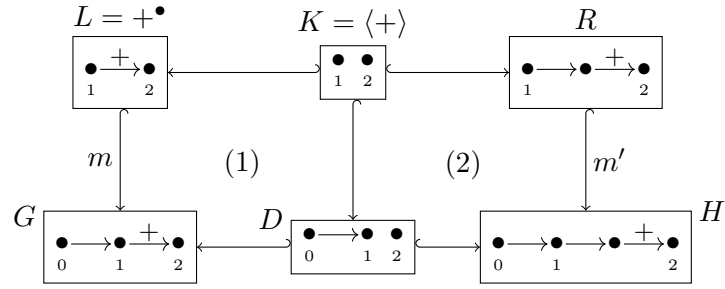 L = +• K = ⟨+⟩ R
+ +
1 2 1 2 1 2
m (1) (2) m′
G D H
+ +
0 1 2 0 1 2 0 1 2